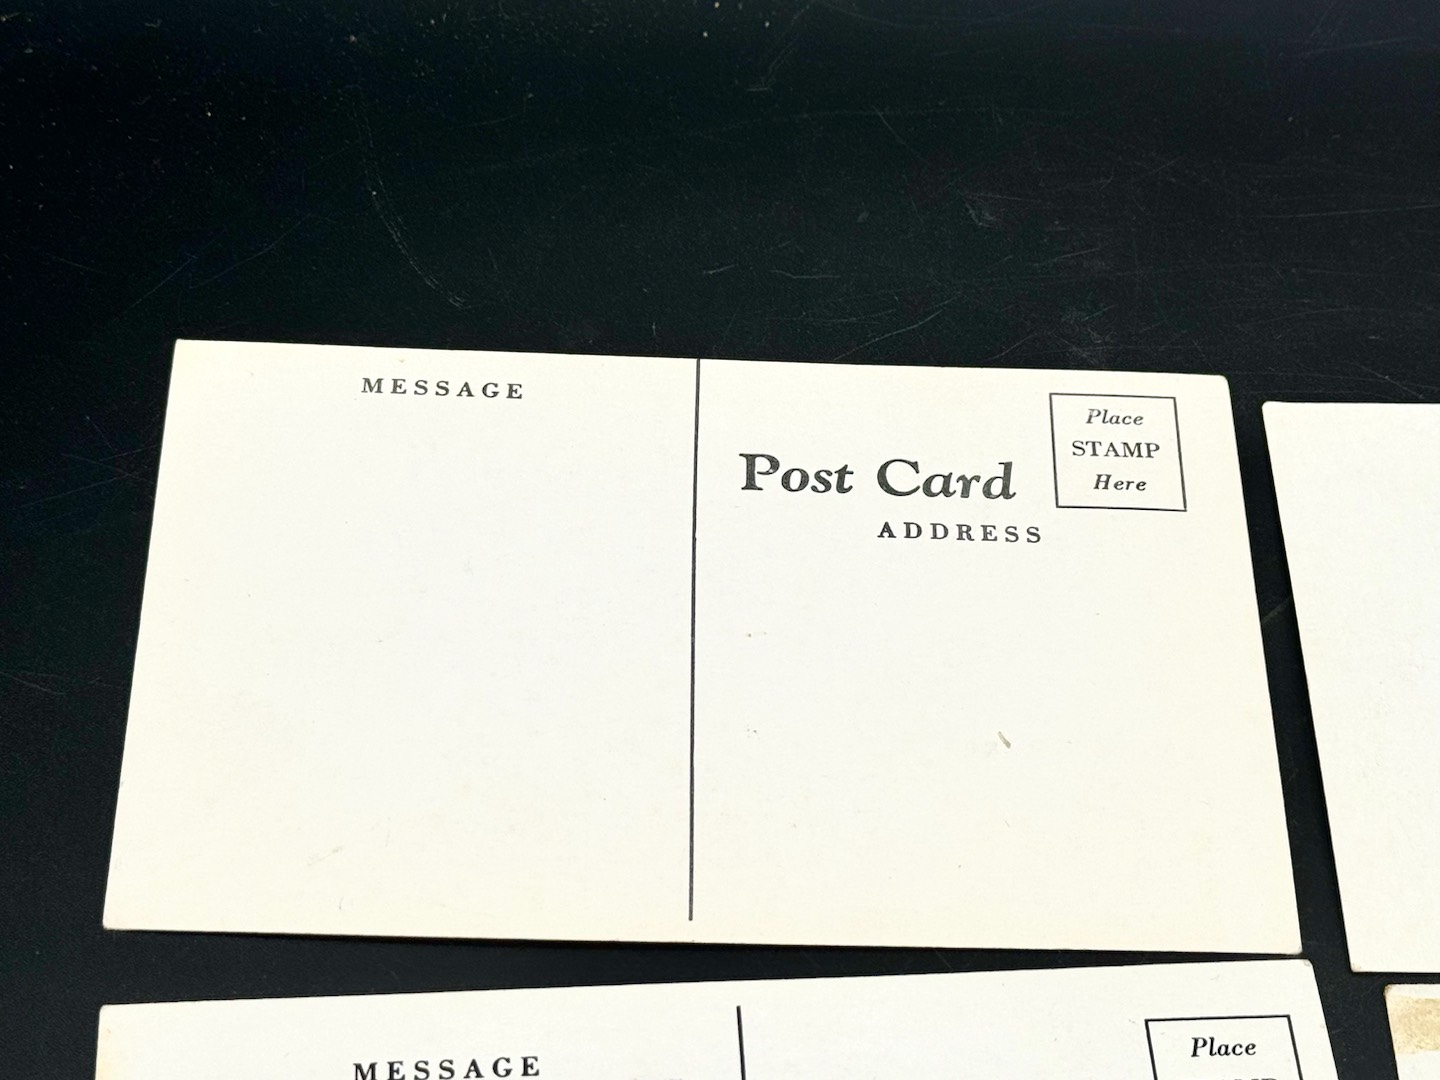 MESSAGE
Post Card
ADDRESS
Place
STAMP
Here
MESSAGE
Place